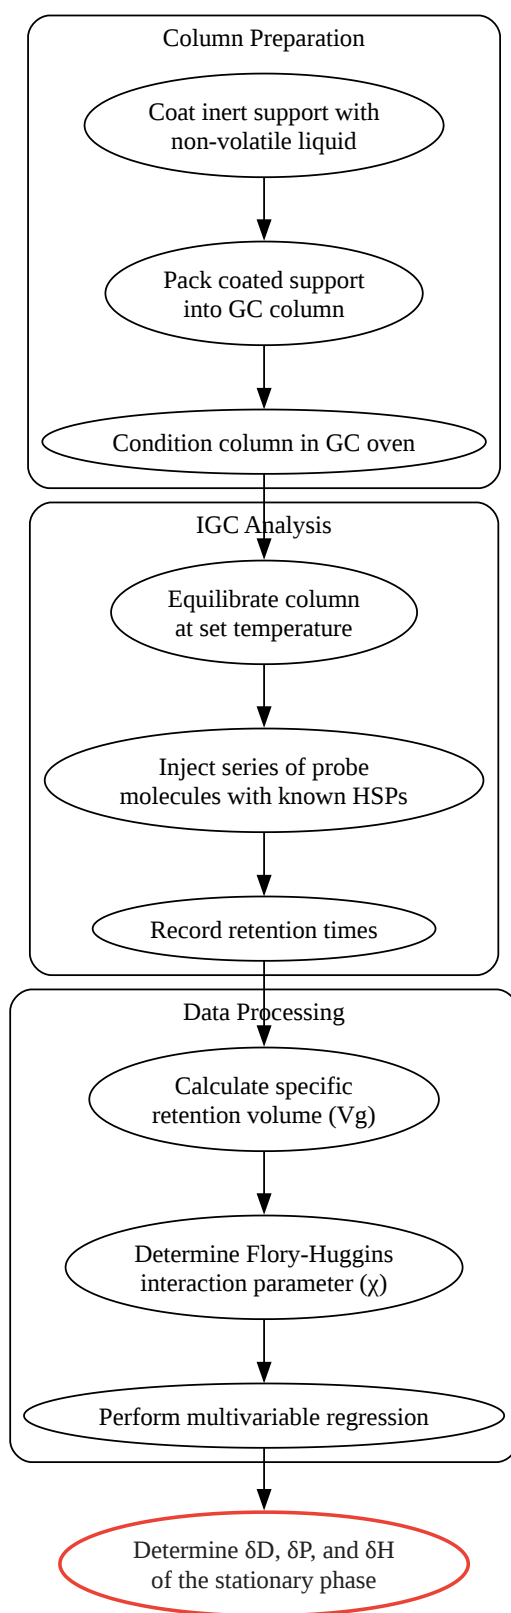 Column Preparation
Coat inert support with
non-volatile liquid
Pack coated support
into GC column
Condition column in GC oven
IGC Analysis
Equilibrate column
at set temperature
Inject series of probe
molecules with known HSPs
Record retention times
Data Processing
Calculate specific
retention volume (Vg)
Determine Flory-Huggins
interaction parameter (χ)
Perform multivariable regression
Determine δD, δP, and δH
of the stationary phase